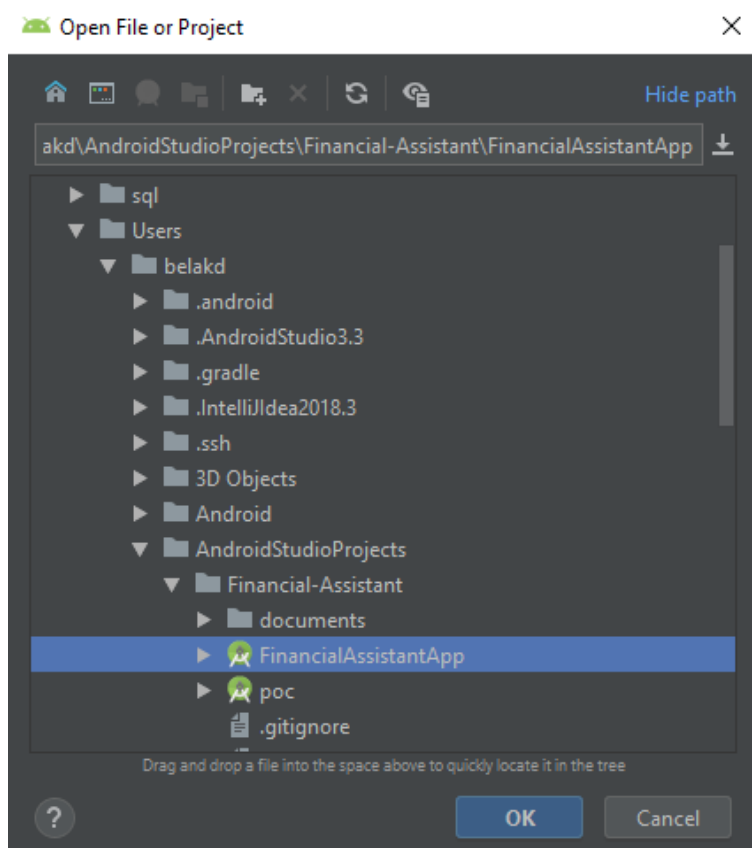 Open File or Project
Hide path
akd\AndroidStudioProjects\Financial-Assistant\FinancialAssistantApp
sql
Users
belakd
.android
.AndroidStudio3.3
.gradle
.IntelliJIdea2018.3
.ssh
3D Objects
Android
AndroidStudioProjects
Financial-Assistant
documents
FinancialAssistantApp
poc
.gitignore
Drag and drop a file into the space above to quickly locate it in the tree
?
OK
Cancel